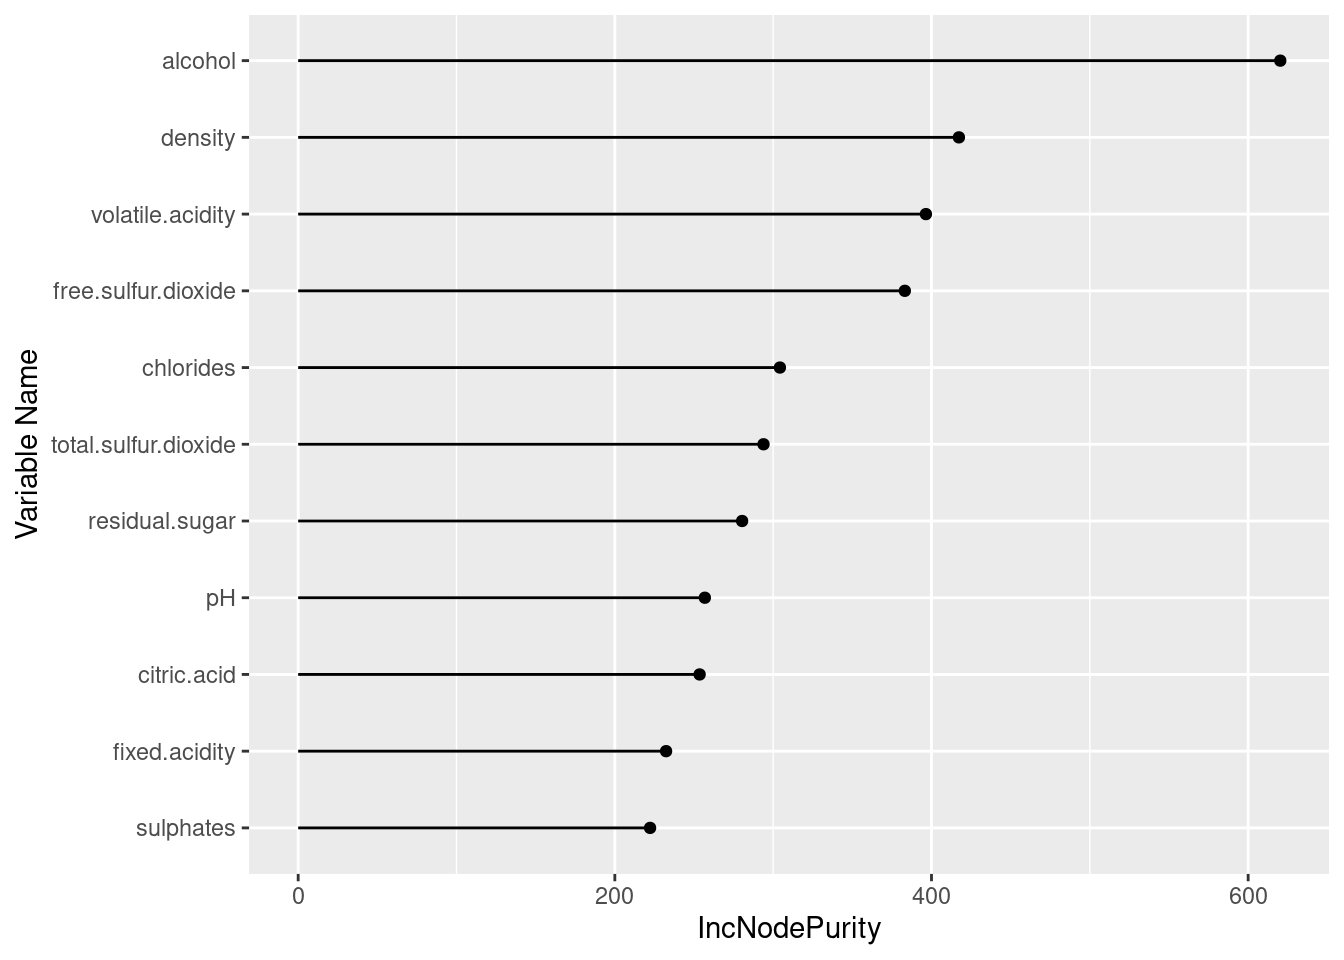 alcohol
density
volatile.acidity
free.sulfur.dioxide
chlorides
total.sulfur.dioxide
residual.sugar
pH
citric.acid
fixed.acidity
sulphates
Variable Name
0 200 400 600
IncNodePurity